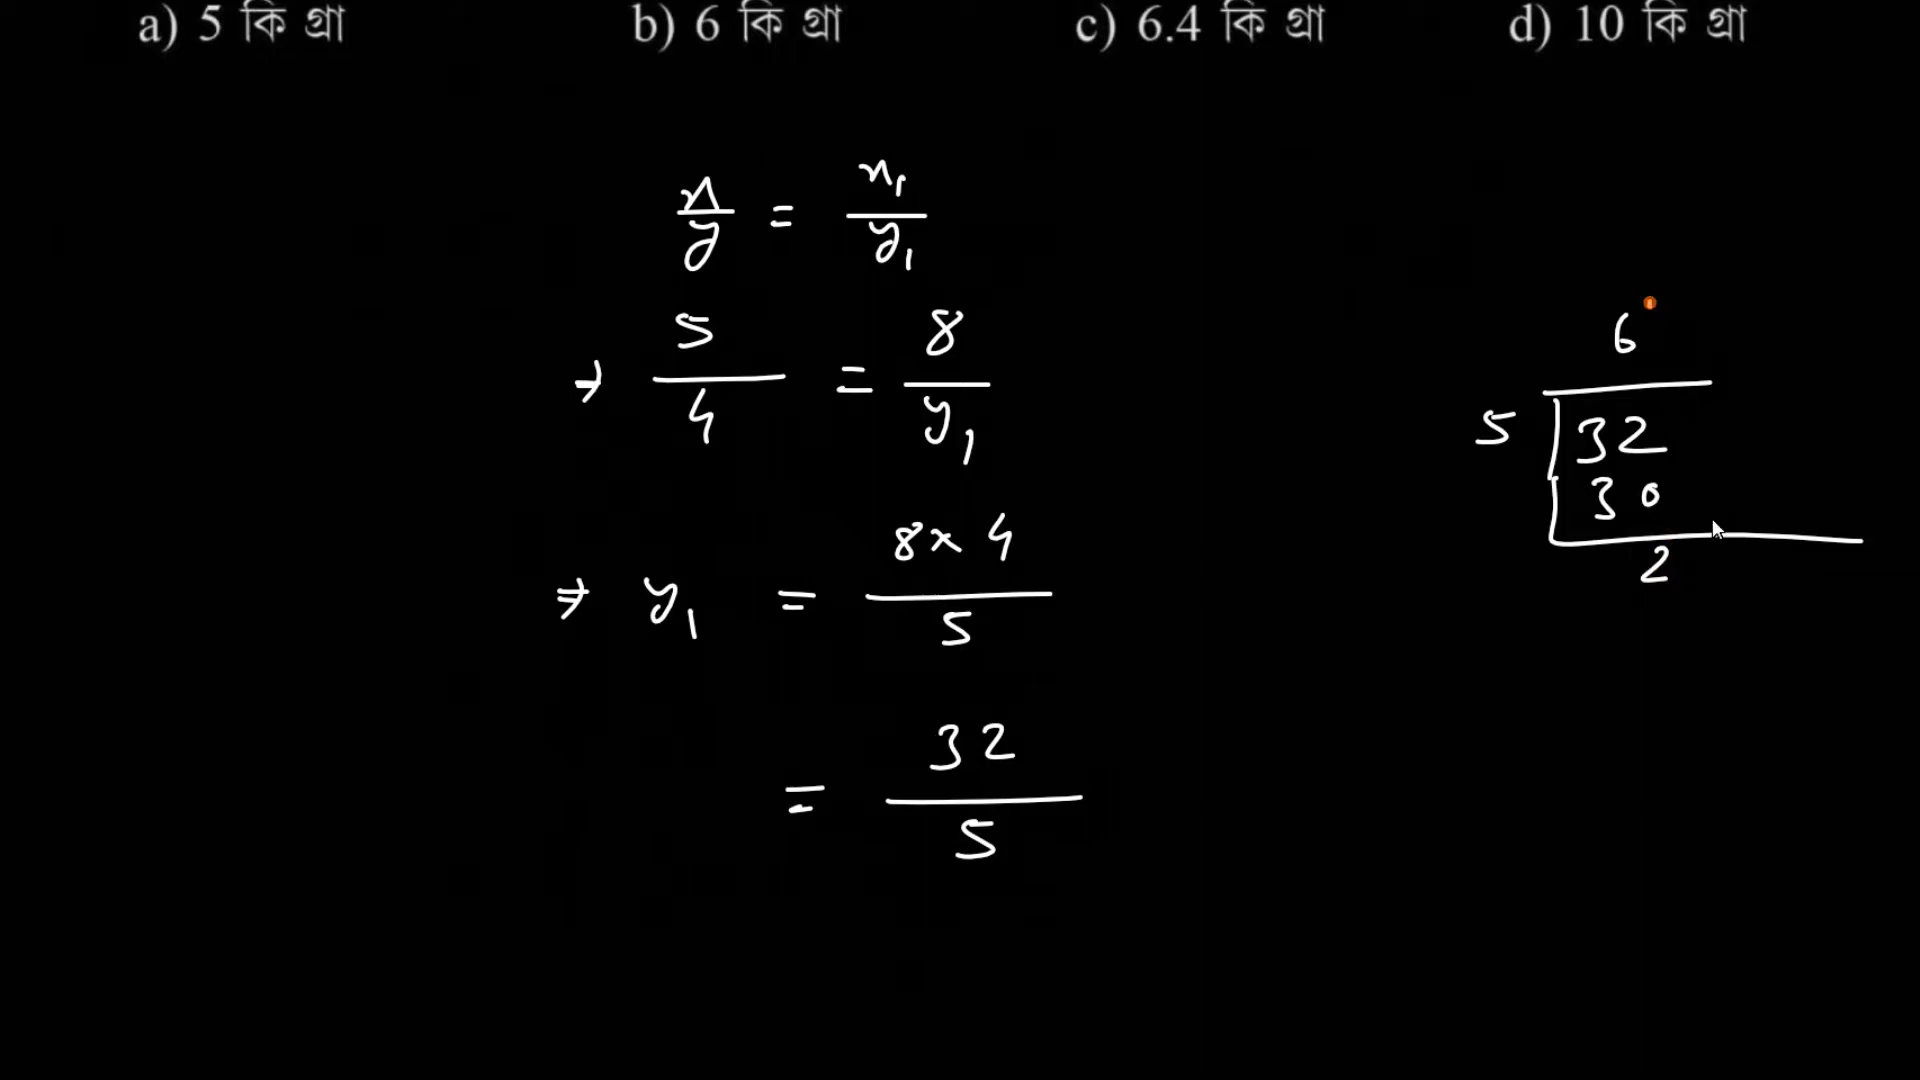 a) 5 কি গ্রা b) 6 কি গ্রা c) 6.4 কি গ্রা d) 10 কি গ্রা
x/y = x₁/y₁
⇒ 5/4 = 8/y₁
⇒ y₁ = 8 × 4/5
= 32/5
6
5 32
30
2